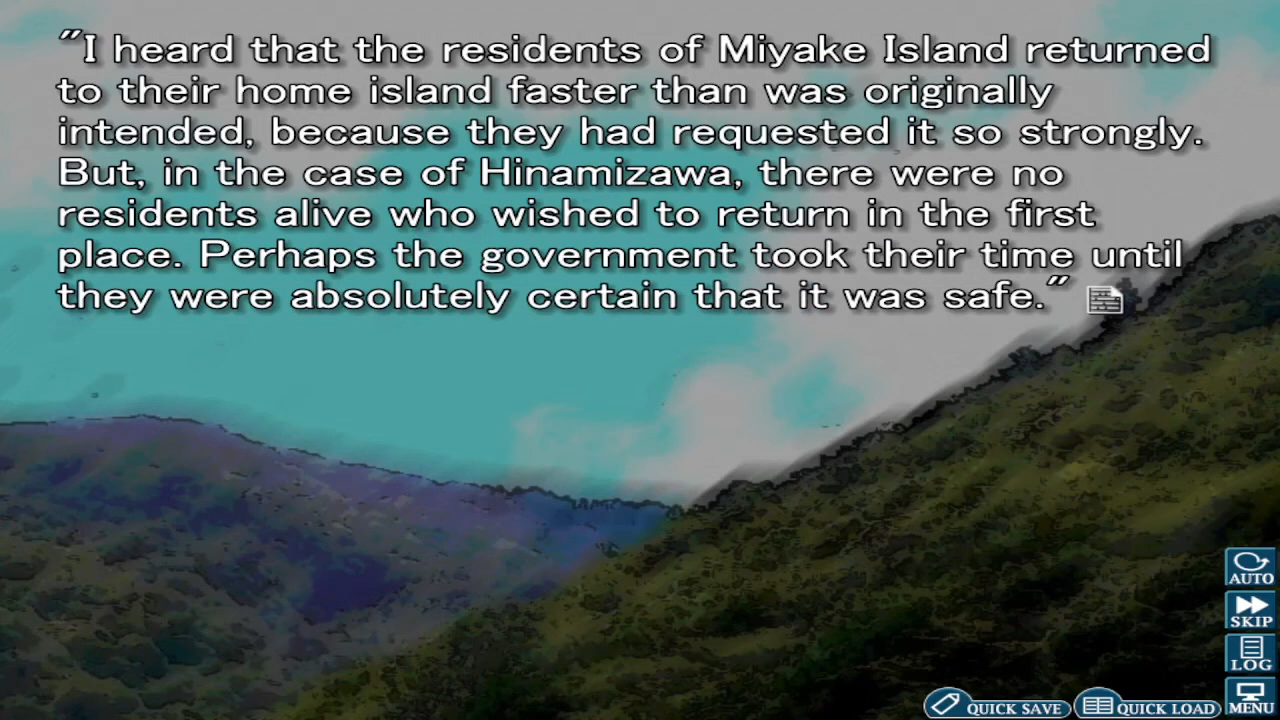 "I heard that the residents of Miyake Island returned
to their home island faster than was originally
intended, because they had requested it so strongly.
But, in the case of Hinamizawa, there were no
residents alive who wished to return in the first
place. Perhaps the government took their time until
they were absolutely certain that it was safe."
AUTO
SKIP
LOG
MENU
QUICK SAVE
QUICK LOAD